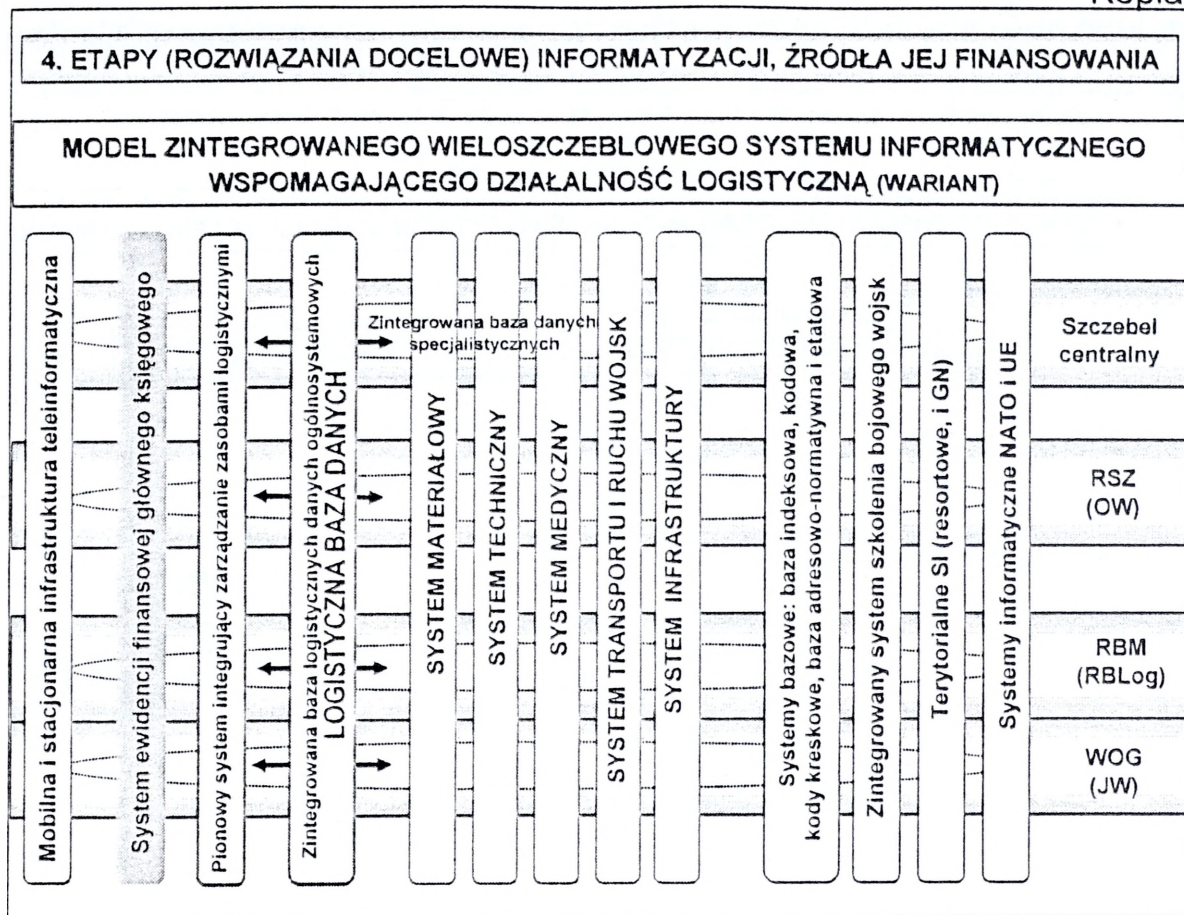 Kopia
4. ETAPY (ROZWIĄZANIA DOCELOWE) INFORMATYZACJI, ŹRÓDŁA JEJ FINANSOWANIA
MODEL ZINTEGROWANEGO WIELOSZCZEBLOWEGO SYSTEMU INFORMATYCZNEGO
WSPOMAGAJĄCEGO DZIAŁALNOŚĆ LOGISTYCZNĄ (WARIANT)
Mobilna i stacjonarna infrastruktura teleinformatyczna
System ewidencji finansowej głównego księgowego
Pionowy system integrujący zarządzanie zasobami logistycznymi
Zintegrowana baza logistycznych danych ogólnosystemowych
LOGISTYCZNA BAZA DANYCH
Zintegrowana baza danych
specjalistycznych
SYSTEM MATERIAŁOWY
SYSTEM TECHNICZNY
SYSTEM MEDYCZNY
SYSTEM TRANSPORTU I RUCHU WOJSK
SYSTEM INFRASTRUKTURY
Systemy bazowe: baza indeksowa, kodowa,
kody kreskowe, baza adresowo-normatywna i etatowa
Zintegrowany system szkolenia bojowego wojsk
Terytorialne SI (resortowe, i GN)
Systemy informatyczne NATO i UE
Szczebel
centralny
RSZ
(OW)
RBM
(RBLog)
WOG
(JW)